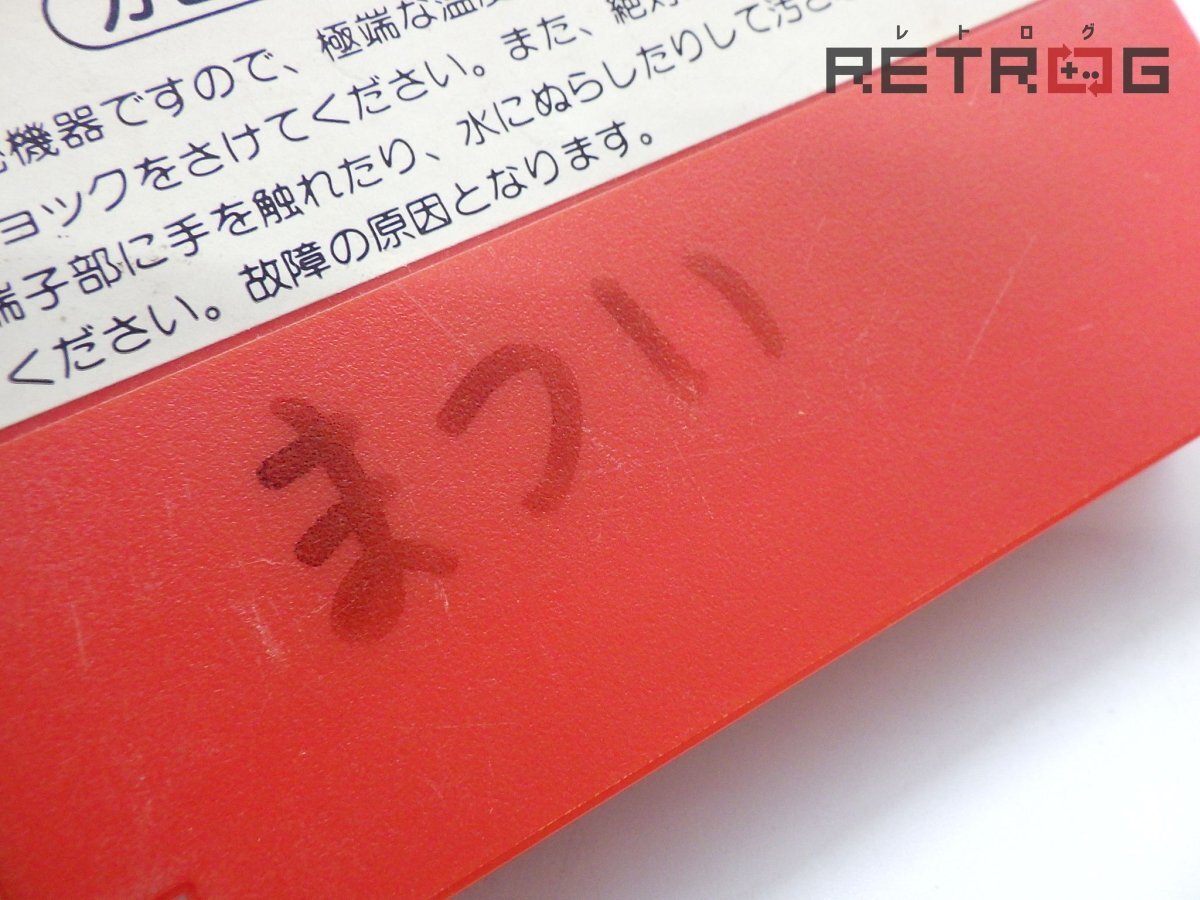 レトログ
RETROG
機器ですので、極端な
ョックをさけてください。また、絶
端子部に手を触れたり、水にぬらしたりして汚さ
ください。故障の原因となります。
まつい